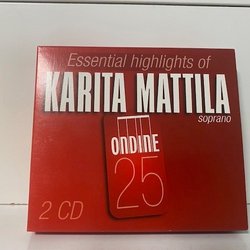 Essential highlights of
KARITA MATTILA
soprano
ONDINE
25
2 CD